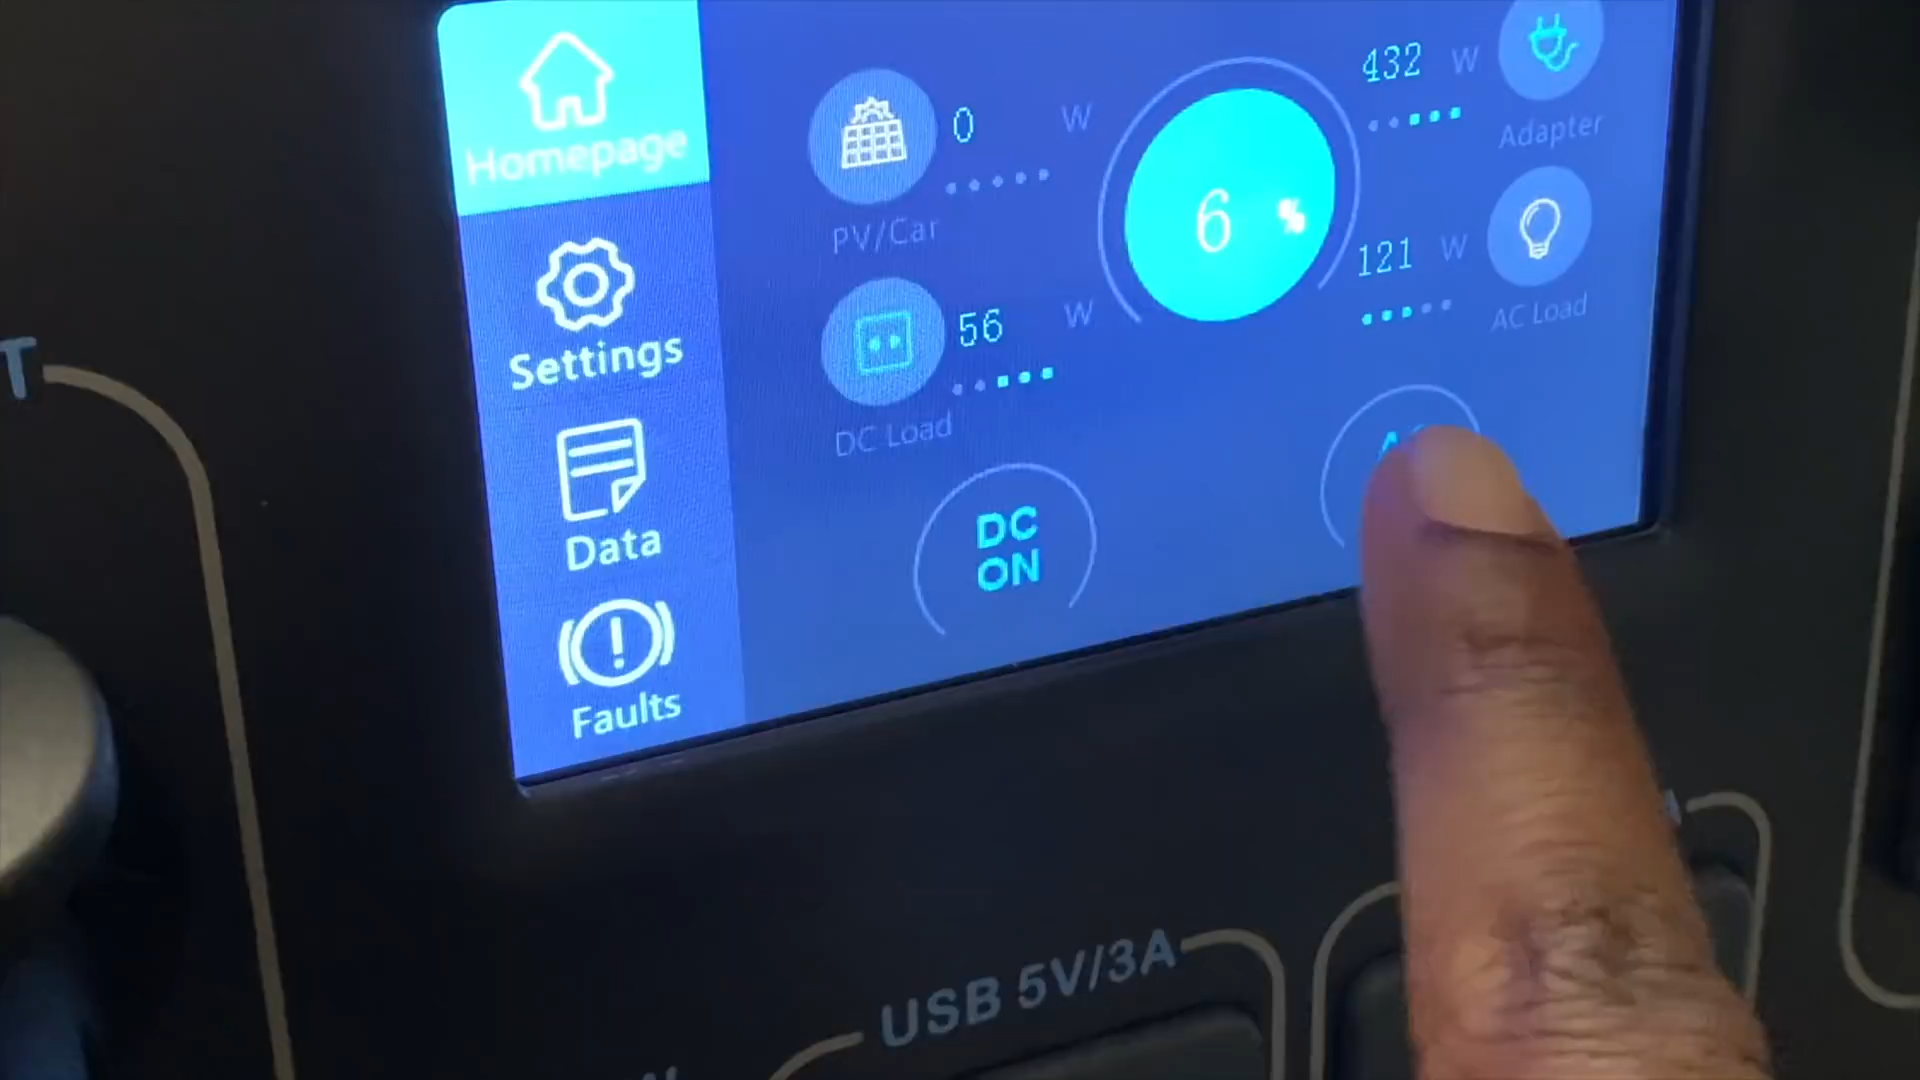 Homepage
Settings
Data
Faults
0 W
PV/Car
56 W
DC Load
6 %
432 W
Adapter
121 W
AC Load
DC
ON
T
USB 5V/3A